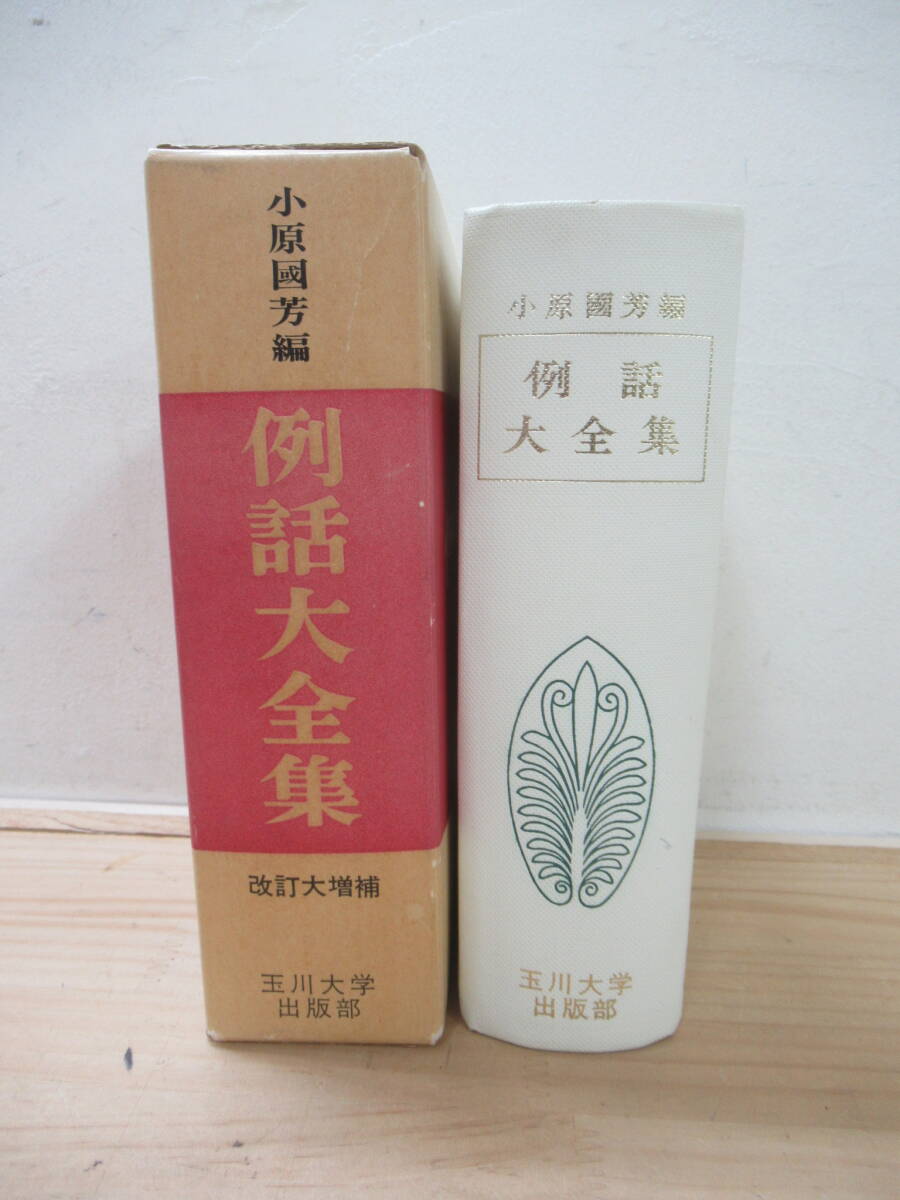 小原國芳編
例話大全集
改訂大増補
玉川大学
出版部
小原國芳編
例話
大全集
玉川大学
出版部